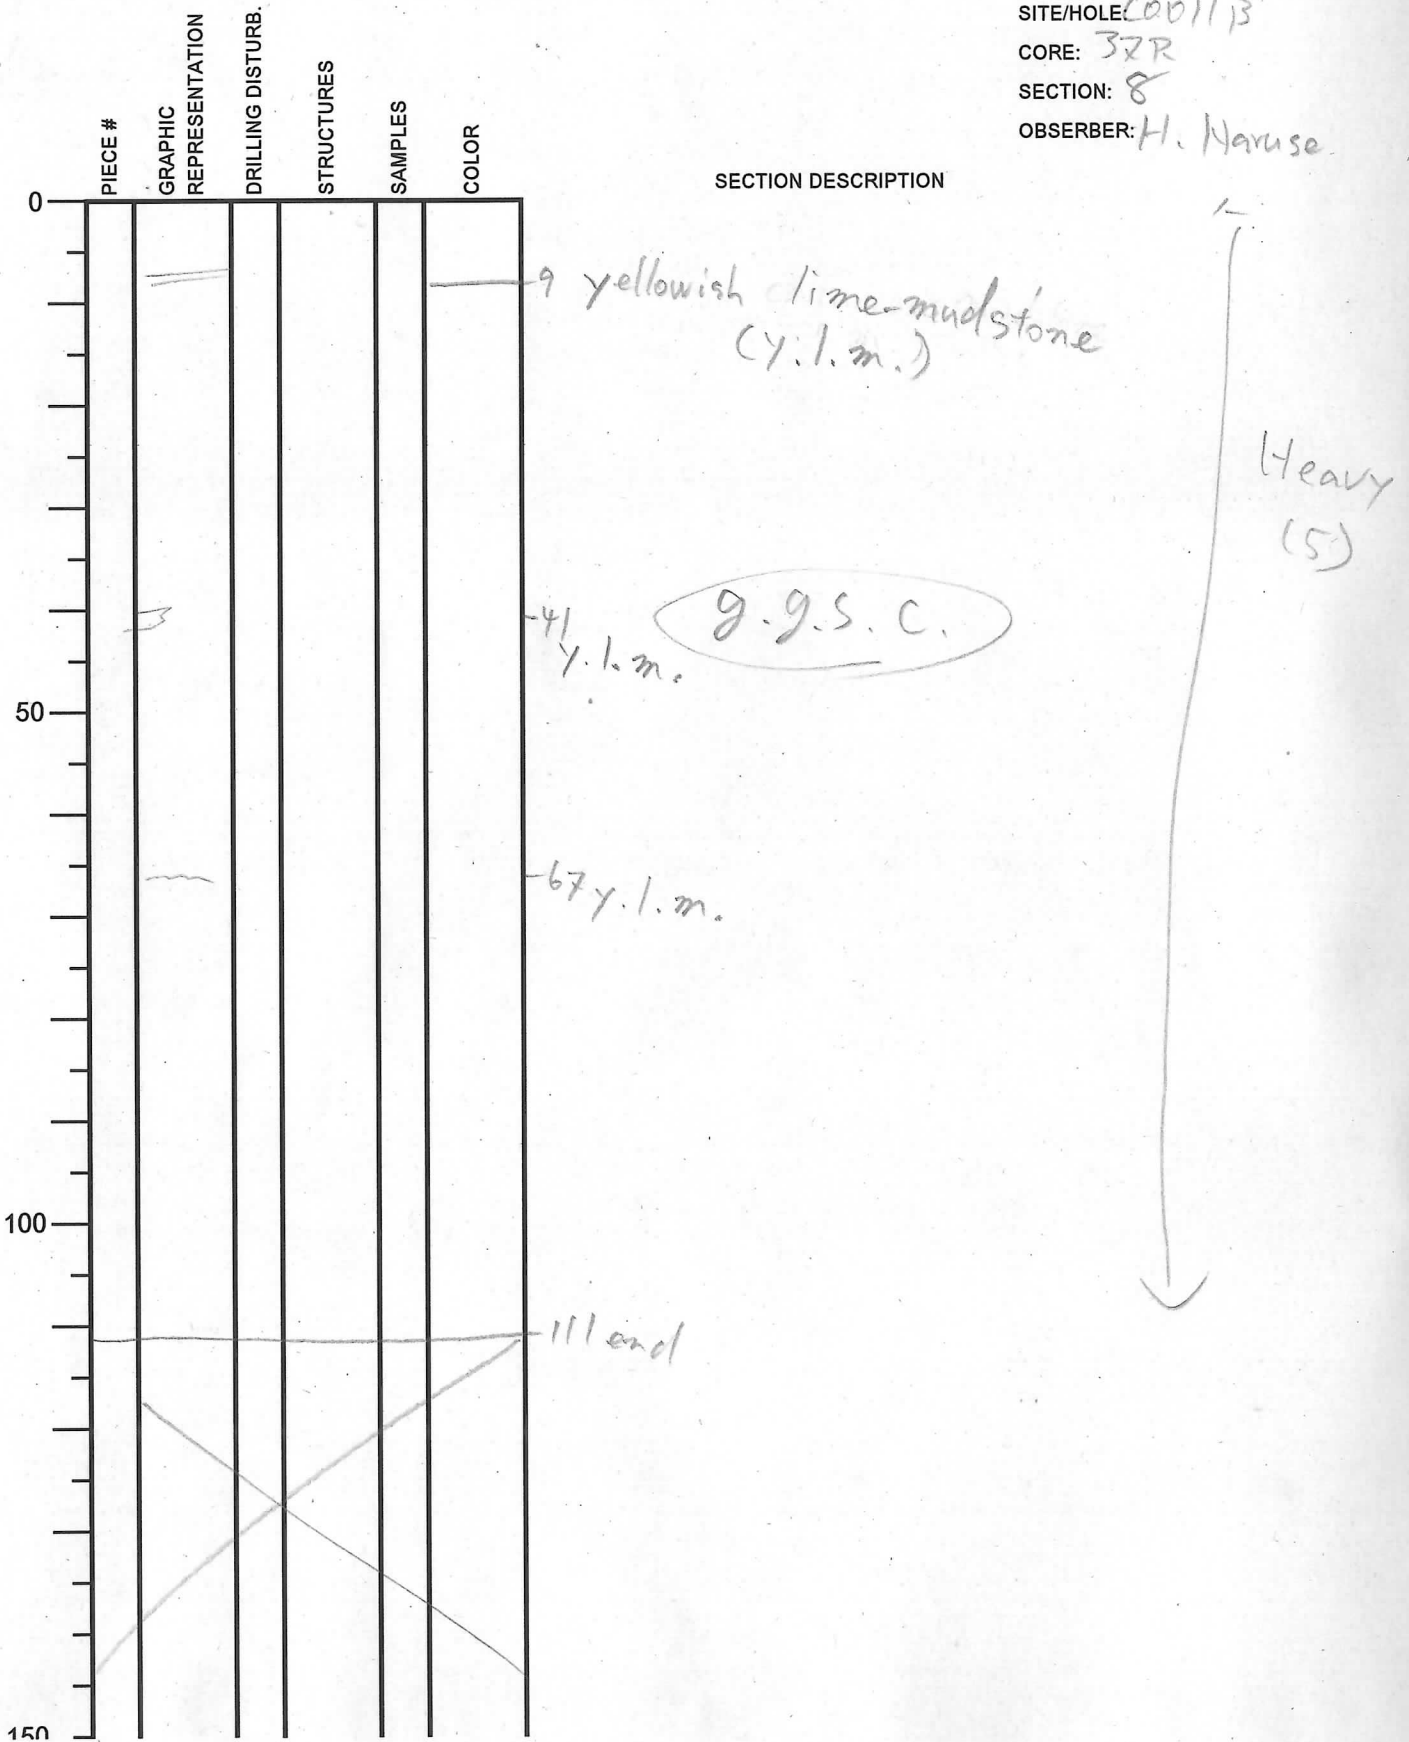 SITE/HOLE: C0011B
CORE: 37R
SECTION: 8
OBSERBER: H. Naruse
PIECE #
GRAPHIC REPRESENTATION
DRILLING DISTURB.
STRUCTURES
SAMPLES
COLOR
SECTION DESCRIPTION
0
9 yellowish lime-mudstone
(y.l.m.)
Heavy
(5)
41
y.l.m.
g.g.s.c.
50
67 y.l.m.
100
111 end
150